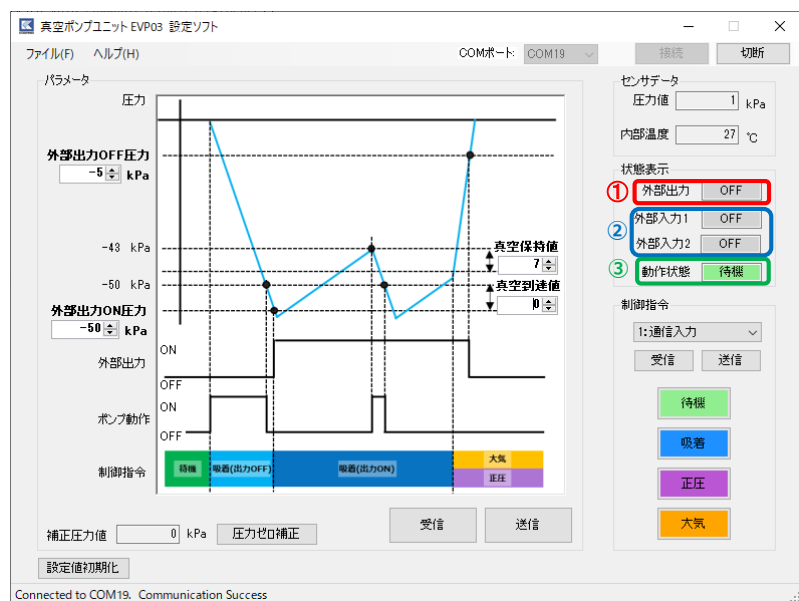 真空ポンプユニット EVP03 設定ソフト
ファイル(F) ヘルプ(H)
COMポート: COM19 接続 切断
パラメータ
圧力
外部出力OFF圧力
-5 kPa
-43 kPa
-50 kPa
外部出力ON圧力
-50 kPa
真空保持値
7
真空到達値
0
外部出力
ON
OFF
ポンプ動作
ON
OFF
制御指令
待機 吸着(出力OFF) 吸着(出力ON) 大気
正圧
補正圧力値 0 kPa 圧力ゼロ補正 受信 送信
設定値初期化
センサデータ
圧力値 1 kPa
内部温度 27 ℃
状態表示
① 外部出力 OFF
② 外部入力1 OFF
外部入力2 OFF
③ 動作状態 待機
制御指令
1:通信入力
受信 送信
待機
吸着
正圧
大気
Connected to COM19. Communication Success